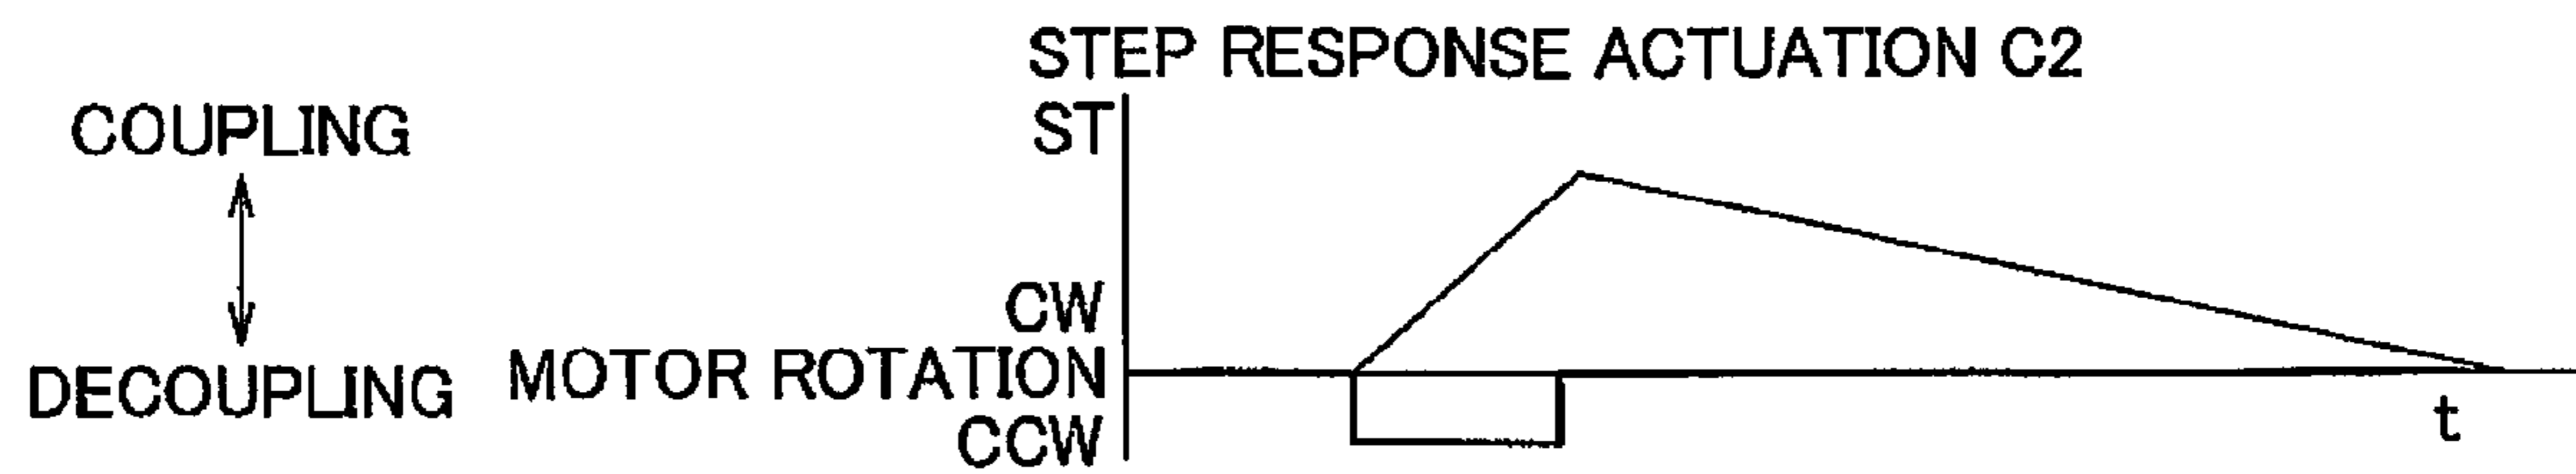 STEP RESPONSE ACTUATION C2
COUPLING
ST
CW
DECOUPLING
MOTOR ROTATION
CCW
t